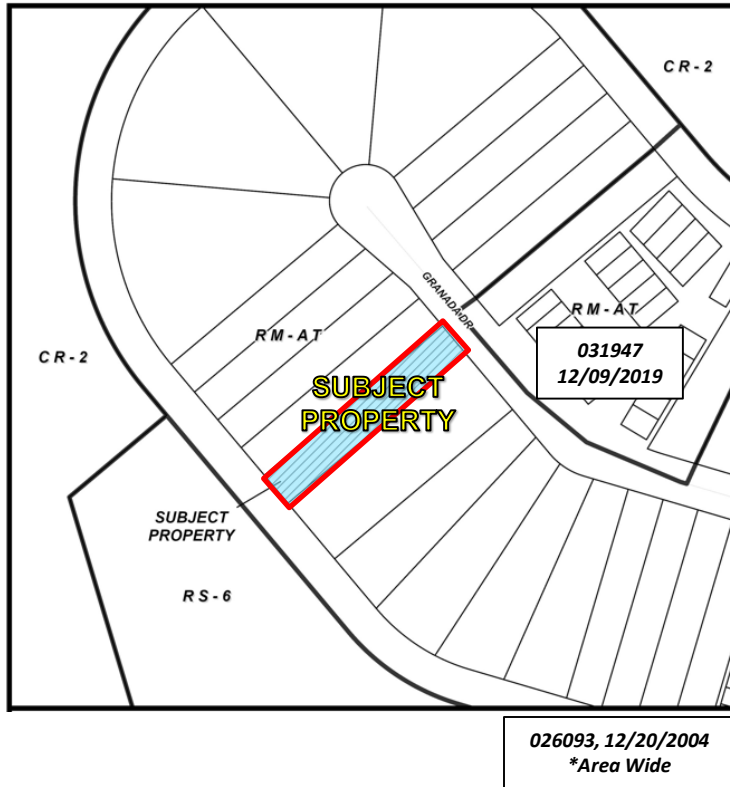 CR-2
GRANADA DR.
RM-AT
RM-AT
031947
12/09/2019
CR-2
SUBJECT
PROPERTY
SUBJECT
PROPERTY
RS-6
026093, 12/20/2004
*Area Wide